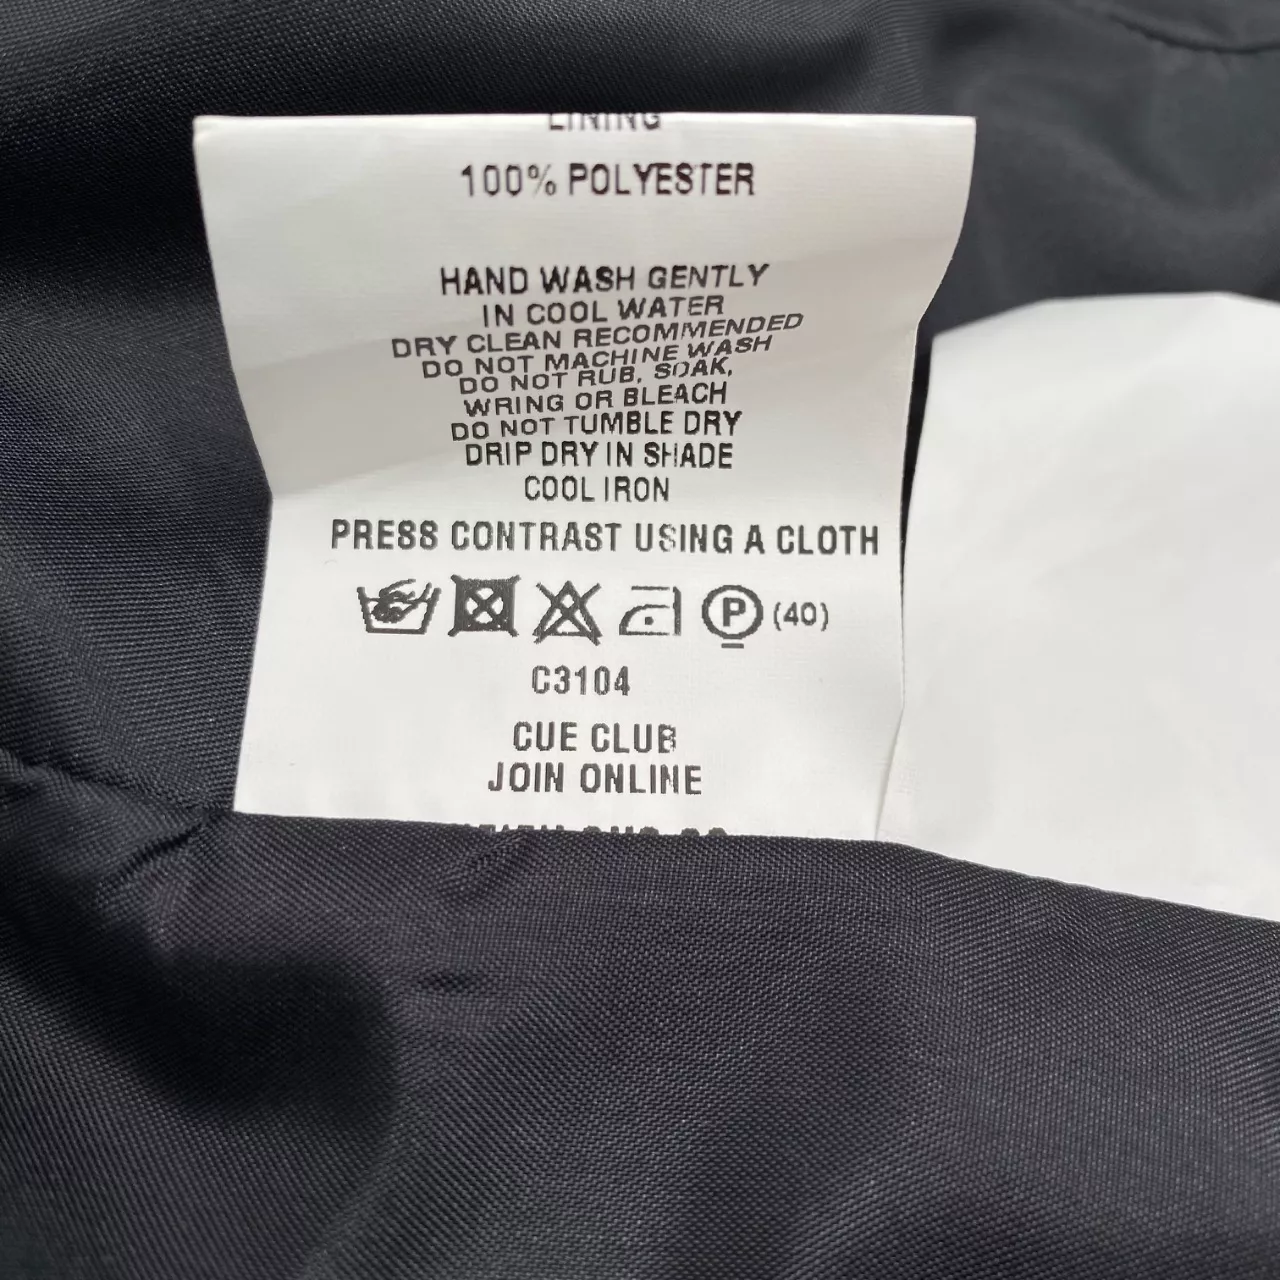 LINING
100% POLYESTER
HAND WASH GENTLY
IN COOL WATER
DRY CLEAN RECOMMENDED
DO NOT MACHINE WASH
DO NOT RUB, SOAK,
WRING OR BLEACH
DO NOT TUMBLE DRY
DRIP DRY IN SHADE
COOL IRON
PRESS CONTRAST USING A CLOTH
P (40)
C3104
CUE CLUB
JOIN ONLINE